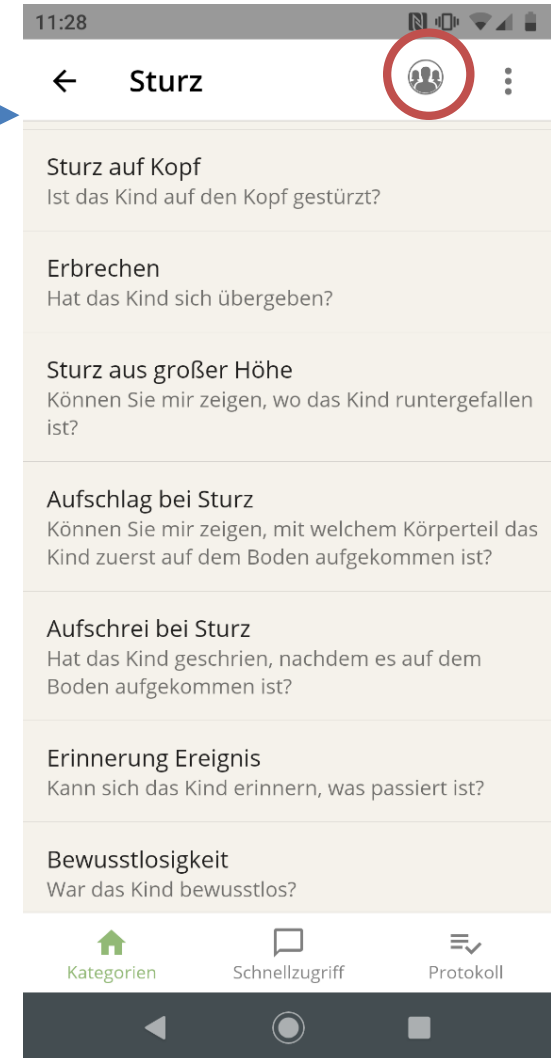 11:28
Sturz
Sturz auf Kopf
Ist das Kind auf den Kopf gestürzt?
Erbrechen
Hat das Kind sich übergeben?
Sturz aus großer Höhe
Können Sie mir zeigen, wo das Kind runtergefallen
ist?
Aufschlag bei Sturz
Können Sie mir zeigen, mit welchem Körperteil das
Kind zuerst auf dem Boden aufgekommen ist?
Aufschrei bei Sturz
Hat das Kind geschrien, nachdem es auf dem
Boden aufgekommen ist?
Erinnerung Ereignis
Kann sich das Kind erinnern, was passiert ist?
Bewusstlosigkeit
War das Kind bewusstlos?
Kategorien Schnellzugriff Protokoll